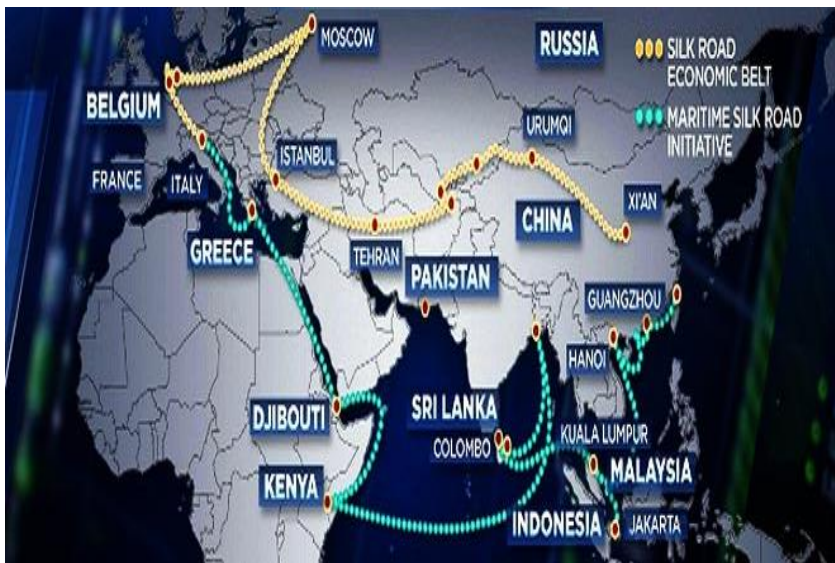 MOSCOW
RUSSIA
SILK ROAD
ECONOMIC BELT
MARITIME SILK ROAD
INITIATIVE
BELGIUM
URUMQI
ISTANBUL
FRANCE
ITALY
XI'AN
CHINA
GREECE
TEHRAN
PAKISTAN
GUANGZHOU
HANOI
DJIBOUTI
SRI LANKA
COLOMBO
KUALA LUMPUR
MALAYSIA
KENYA
INDONESIA
JAKARTA